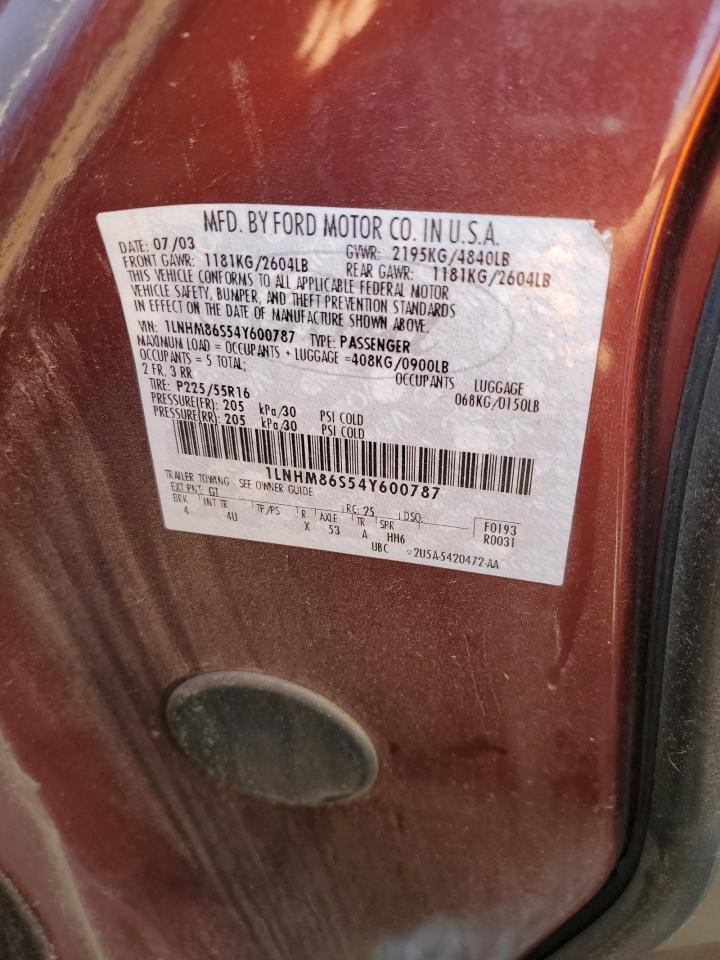 MFD. BY FORD MOTOR CO. IN U.S.A.
DATE: 07/03 GVWR: 2195KG/4840LB
FRONT GAWR: 1181KG/2604LB REAR GAWR: 1181KG/2604LB
THIS VEHICLE CONFORMS TO ALL APPLICABLE FEDERAL MOTOR
VEHICLE SAFETY, BUMPER, AND THEFT PREVENTION STANDARDS
IN EFFECT ON THE DATE OF MANUFACTURE SHOWN ABOVE.
VIN: 1LNHM86S54Y600787 TYPE: PASSENGER
MAXIMUM LOAD = OCCUPANTS + LUGGAGE =408KG/0900LB
OCCUPANTS = 5 TOTAL; OCCUPANTS LUGGAGE
2 FR, 3 RR 068KG/0150LB
TIRE: P225/55R16
PRESSURE(FR): 205 kPa/30 PSI COLD
PRESSURE(RR): 205 kPa/30 PSI COLD
1LNHM86S54Y600787
TRAILER TOWING - SEE OWNER GUIDE
EXT PNT: GT RC: 25 DSO: F0193
BRK INT TR TP/PS R AXLE TR SPR R0031
4 4U X 53 A HH6
UBC 2U5A-5420472-AA